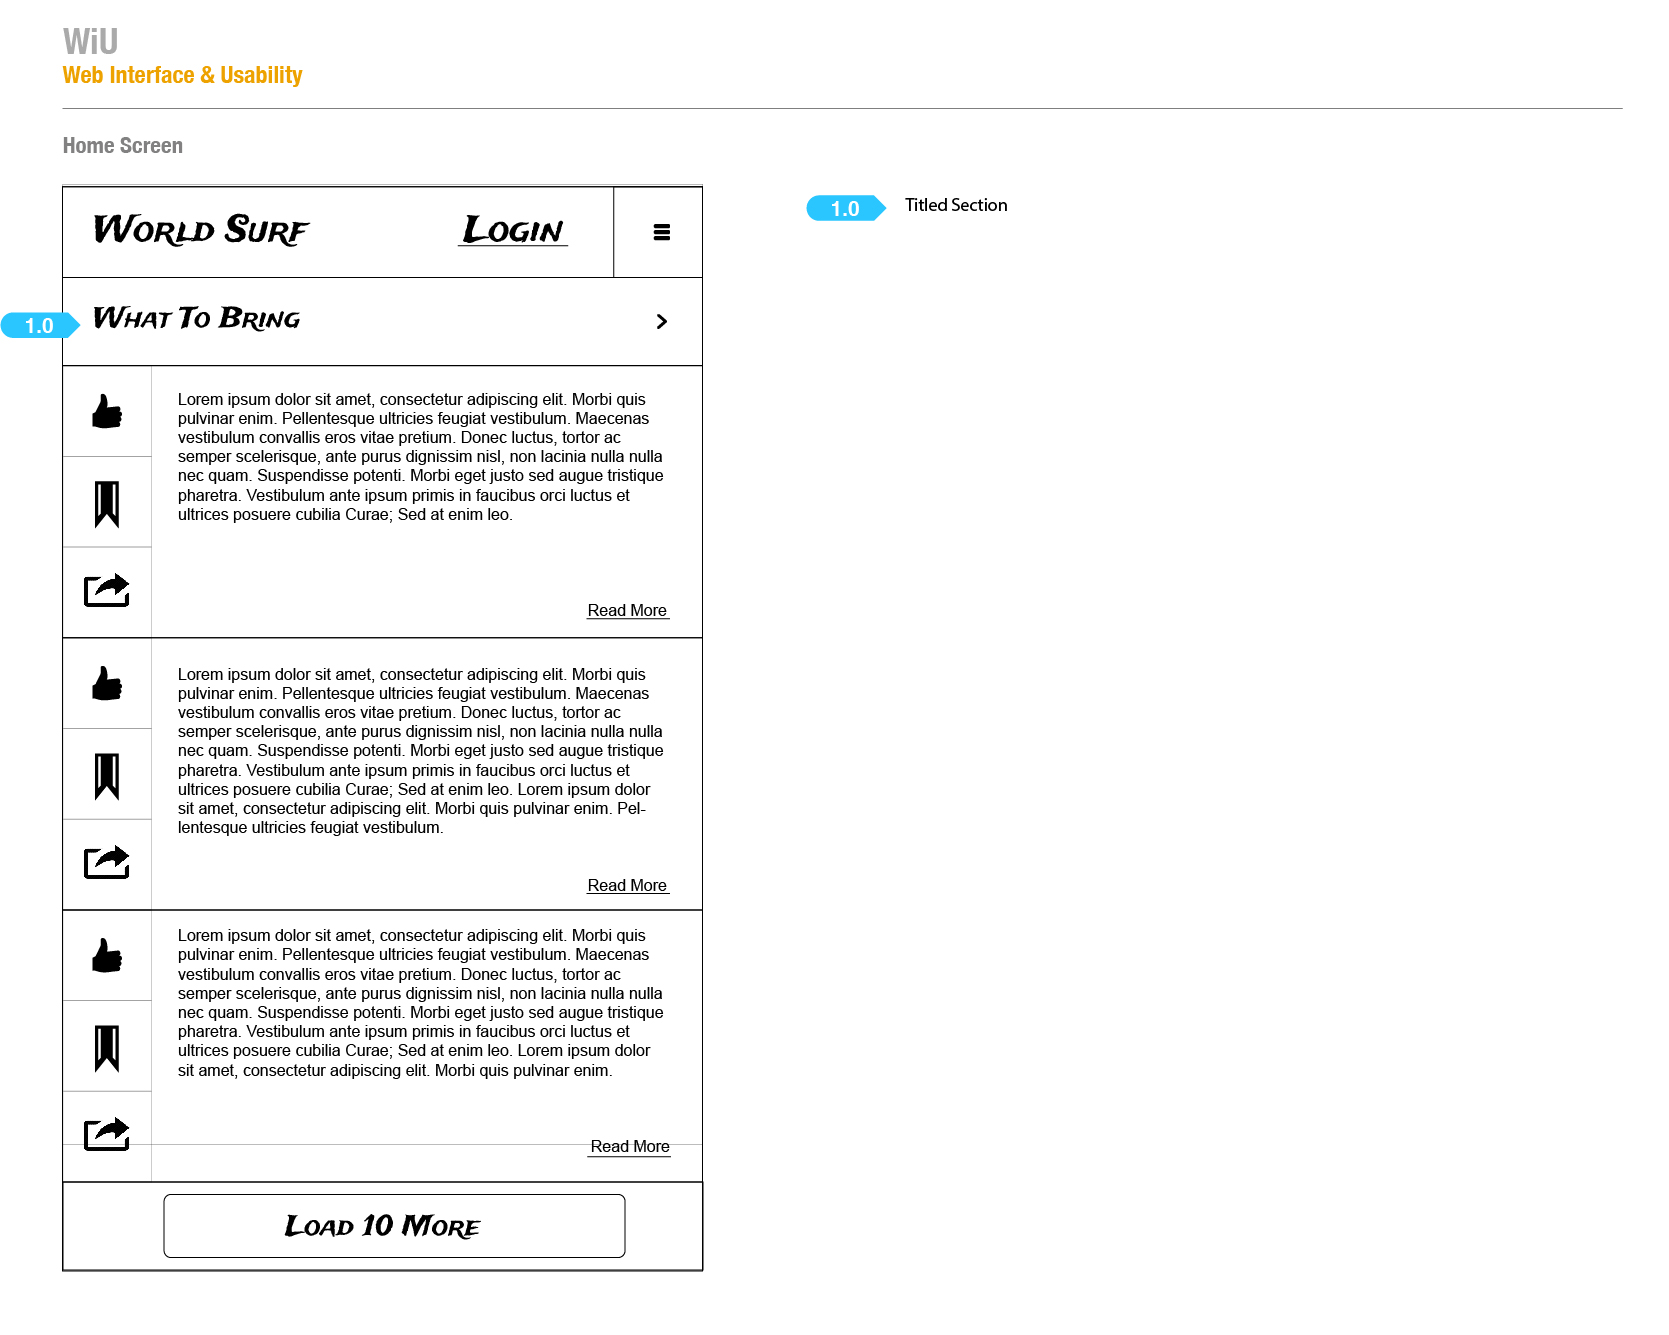 WiU
Web Interface & Usability
Home Screen
World Surf
Login
1.0
What To Bring
Lorem ipsum dolor sit amet, consectetur adipiscing elit. Morbi quis
pulvinar enim. Pellentesque ultricies feugiat vestibulum. Maecenas
vestibulum convallis eros vitae pretium. Donec luctus, tortor ac
semper scelerisque, ante purus dignissim nisl, non lacinia nulla nulla
nec quam. Suspendisse potenti. Morbi eget justo sed augue tristique
pharetra. Vestibulum ante ipsum primis in faucibus orci luctus et
ultrices posuere cubilia Curae; Sed at enim leo.
Read More
Lorem ipsum dolor sit amet, consectetur adipiscing elit. Morbi quis
pulvinar enim. Pellentesque ultricies feugiat vestibulum. Maecenas
vestibulum convallis eros vitae pretium. Donec luctus, tortor ac
semper scelerisque, ante purus dignissim nisl, non lacinia nulla nulla
nec quam. Suspendisse potenti. Morbi eget justo sed augue tristique
pharetra. Vestibulum ante ipsum primis in faucibus orci luctus et
ultrices posuere cubilia Curae; Sed at enim leo. Lorem ipsum dolor
sit amet, consectetur adipiscing elit. Morbi quis pulvinar enim. Pel-
lentesque ultricies feugiat vestibulum.
Read More
Lorem ipsum dolor sit amet, consectetur adipiscing elit. Morbi quis
pulvinar enim. Pellentesque ultricies feugiat vestibulum. Maecenas
vestibulum convallis eros vitae pretium. Donec luctus, tortor ac
semper scelerisque, ante purus dignissim nisl, non lacinia nulla nulla
nec quam. Suspendisse potenti. Morbi eget justo sed augue tristique
pharetra. Vestibulum ante ipsum primis in faucibus orci luctus et
ultrices posuere cubilia Curae; Sed at enim leo. Lorem ipsum dolor
sit amet, consectetur adipiscing elit. Morbi quis pulvinar enim.
Read More
Load 10 More
1.0 Titled Section